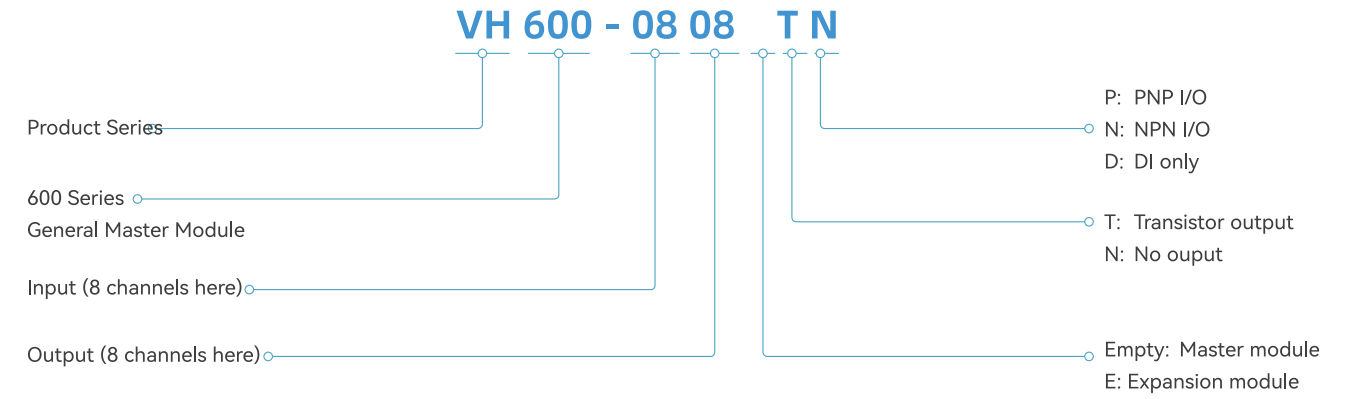 VH 600 - 08 08 T N
Product Series
600 Series
General Master Module
Input (8 channels here)
Output (8 channels here)
P: PNP I/O
N: NPN I/O
D: DI only
T: Transistor output
N: No ouput
Empty: Master module
E: Expansion module